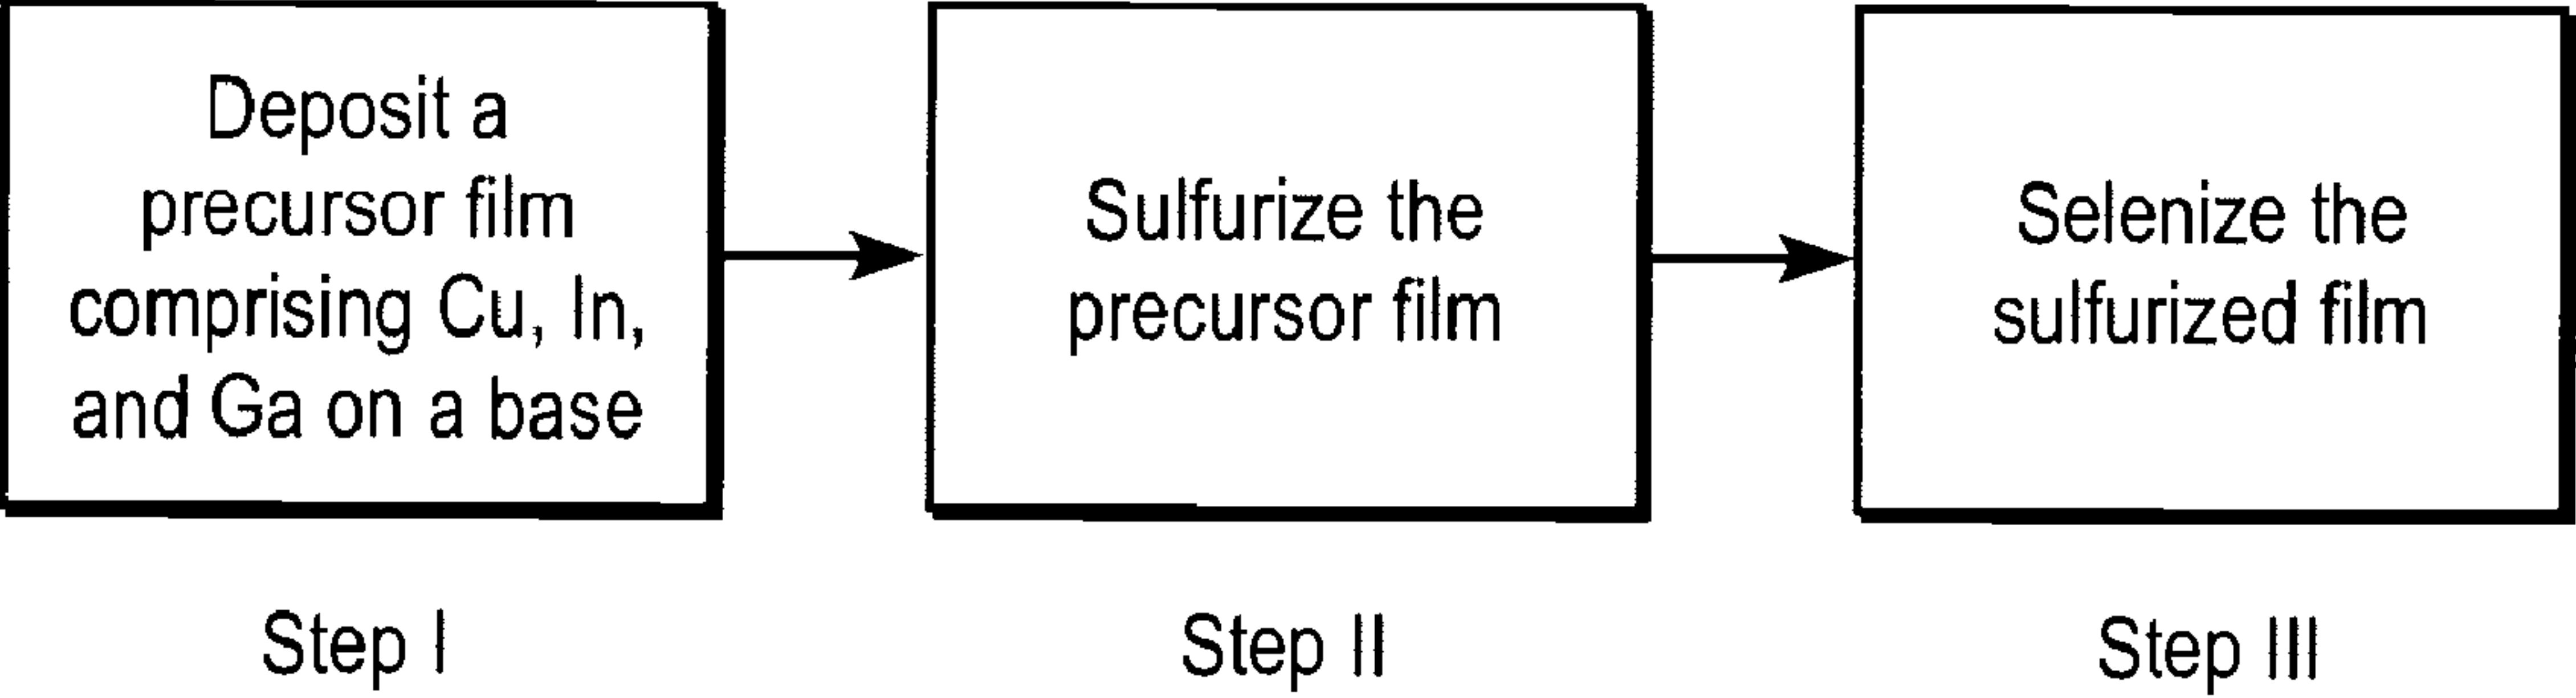 Deposit a
precursor film
comprising Cu, In,
and Ga on a base
Sulfurize the
precursor film
Selenize the
sulfurized film
Step I
Step II
Step III